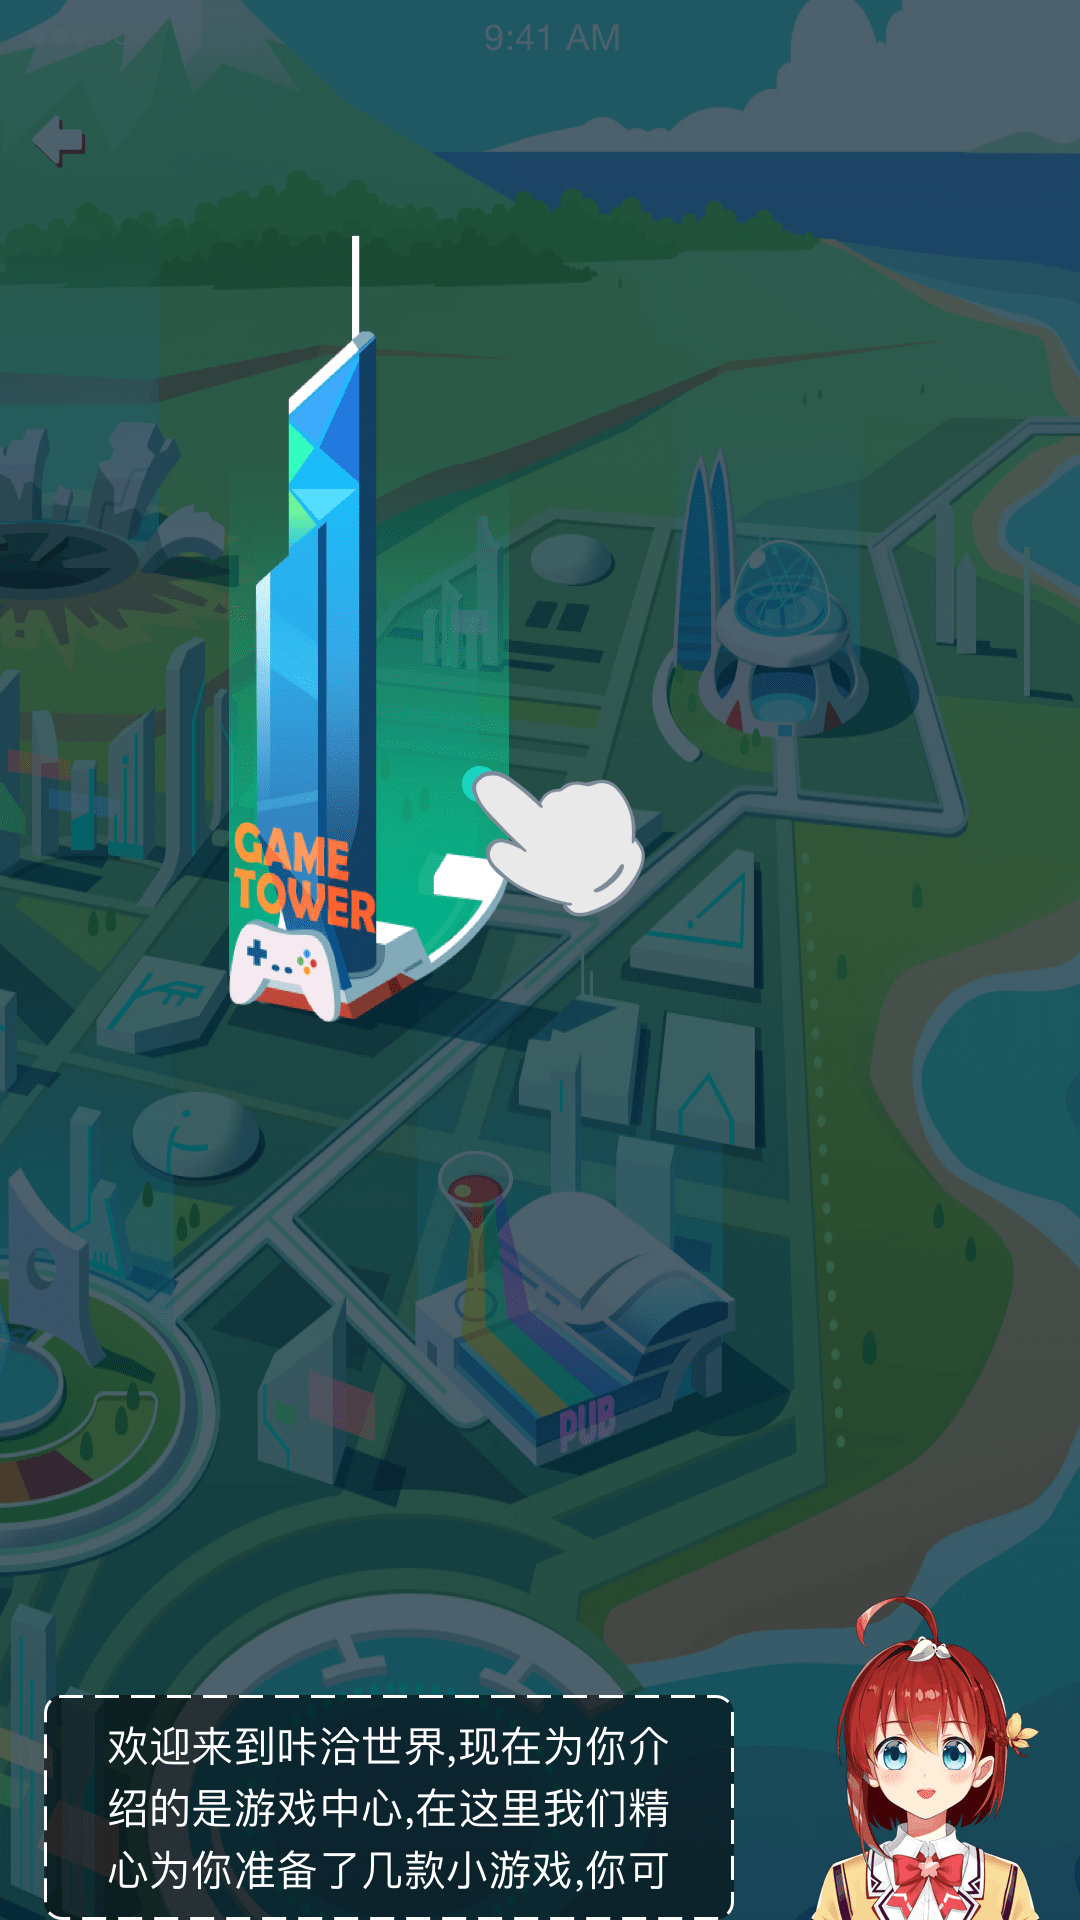 9:41 AM
GAME
TOWER
PUB
欢迎来到咔洽世界,现在为你介
绍的是游戏中心,在这里我们精
心为你准备了几款小游戏,你可